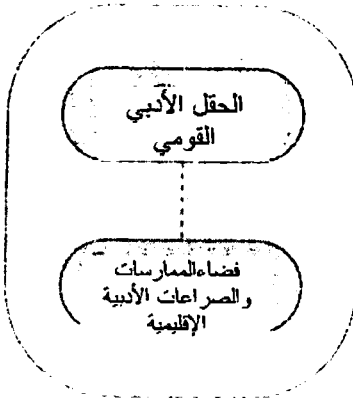 الحقل الأدبي
القومي
فضاء الممارسات
والصراعات الأدبية
الإقليمية